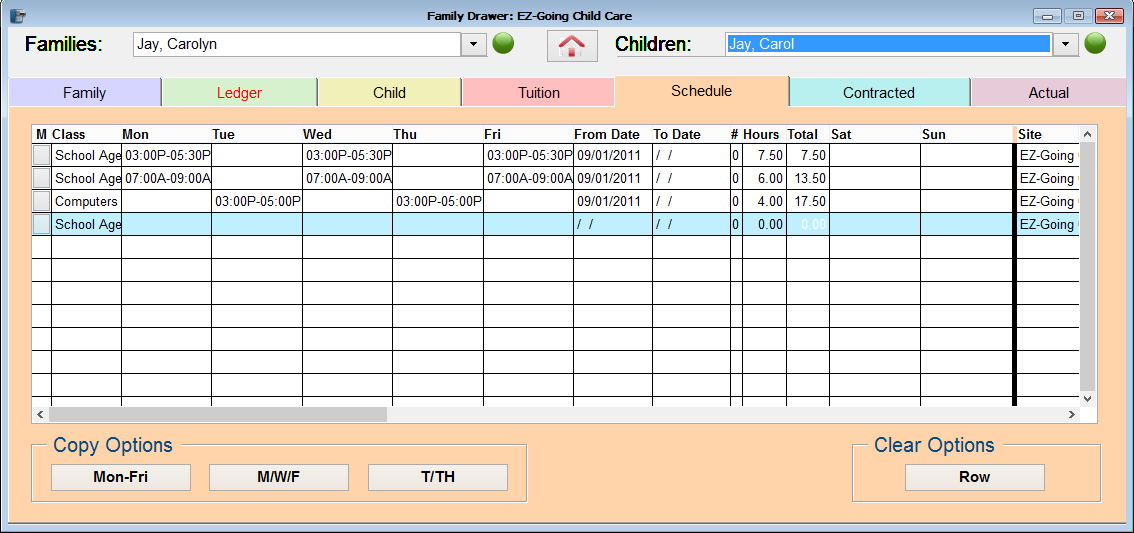 Family Drawer: EZ-Going Child Care
Families: Jay, Carolyn Children: Jay, Carol
Family Ledger Child Tuition Schedule Contracted Actual
M Class Mon Tue Wed Thu Fri From Date To Date # Hours Total Sat Sun Site
School Age 03:00P-05:30P 03:00P-05:30P 03:00P-05:30P 09/01/2011 / / 0 7.50 7.50 EZ-Going
School Age 07:00A-09:00A 07:00A-09:00A 07:00A-09:00A 09/01/2011 / / 0 6.00 13.50 EZ-Going
Computers 03:00P-05:00P 03:00P-05:00P 09/01/2011 / / 0 4.00 17.50 EZ-Going
School Age / / / / 0 0.00 0.00 EZ-Going
Copy Options Clear Options
Mon-Fri M/W/F T/TH Row